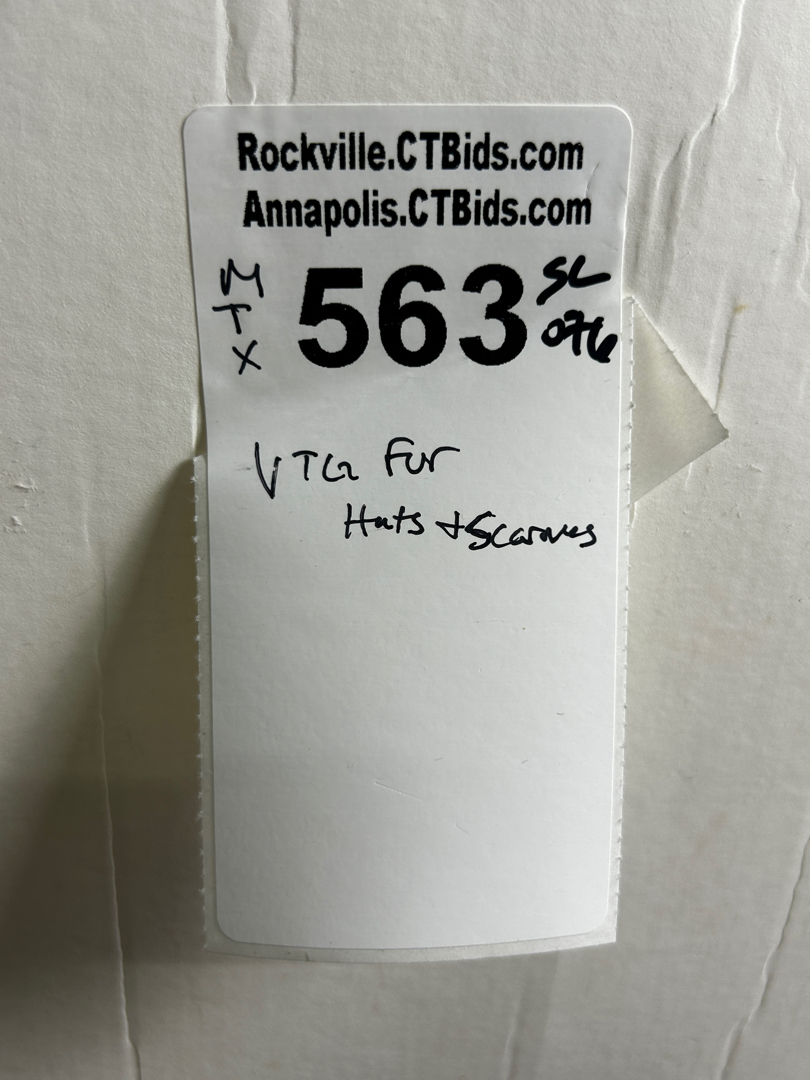 Rockville.CTBids.com
Annapolis.CTBids.com
M
T
X
563
SL
076
VTG Fur
Hats + Scarves